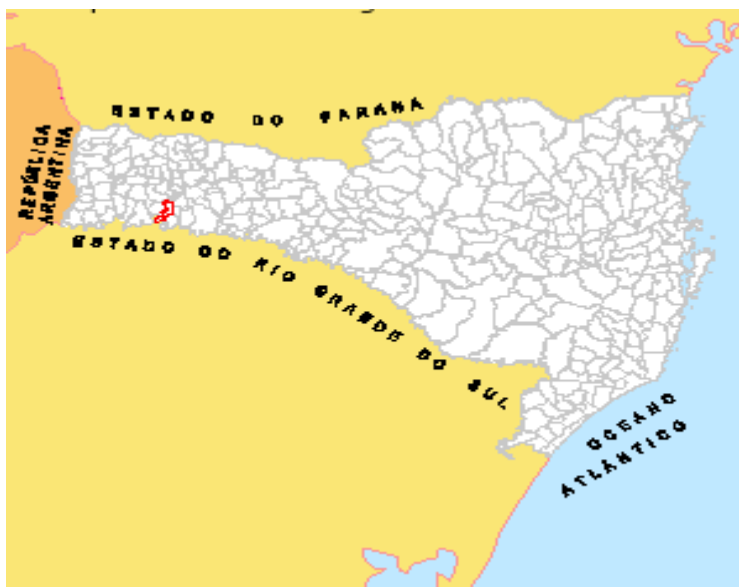 ESTADO DO PARANÁ
REPÚBLICA
ARGENTINA
ESTADO DO RIO GRANDE DO SUL
OCEANO
ATLÂNTICO